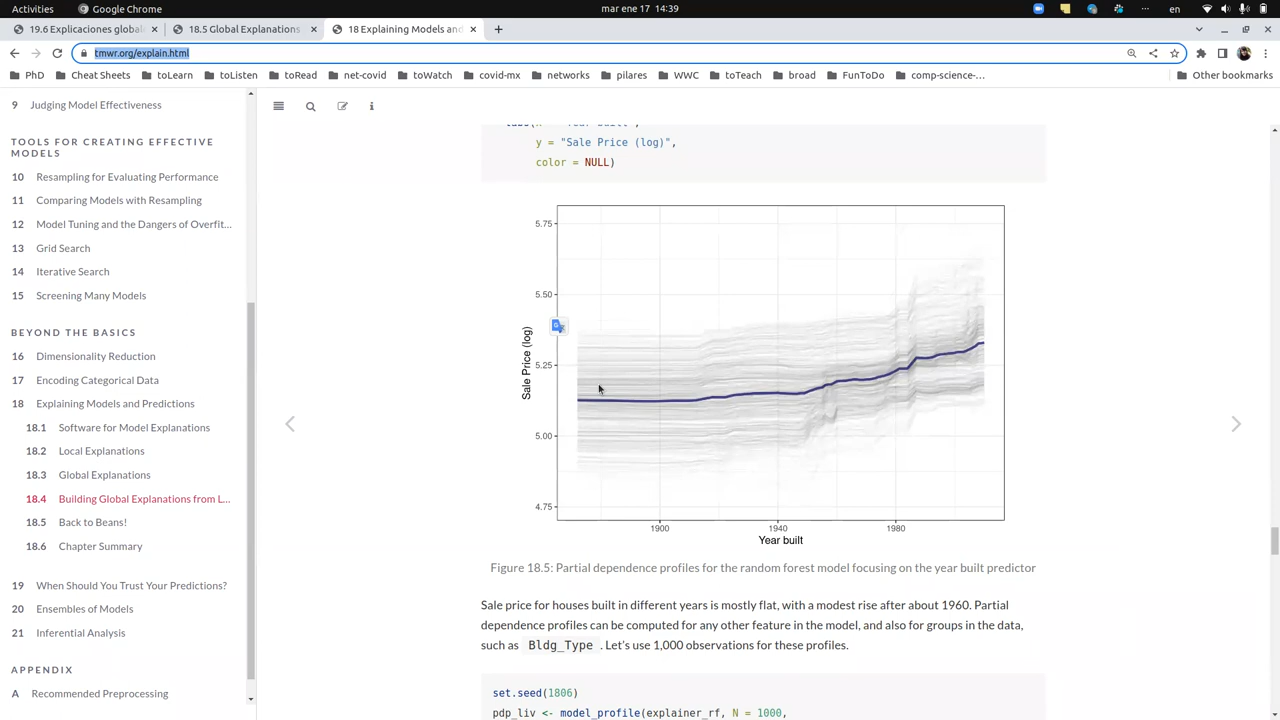 Activities
Google Chrome
mar ene 17 14:39
en
19.6 Explicaciones global
18.5 Global Explanations
18 Explaining Models and
tmwr.org/explain.html
PhD
Cheat Sheets
toLearn
toListen
toRead
net-covid
toWatch
covid-mx
networks
pilares
WWC
toTeach
broad
FunToDo
comp-science-…
Other bookmarks
9 Judging Model Effectiveness
TOOLS FOR CREATING EFFECTIVE
MODELS
10 Resampling for Evaluating Performance
11 Comparing Models with Resampling
12 Model Tuning and the Dangers of Overfit…
13 Grid Search
14 Iterative Search
15 Screening Many Models
BEYOND THE BASICS
16 Dimensionality Reduction
17 Encoding Categorical Data
18 Explaining Models and Predictions
18.1 Software for Model Explanations
18.2 Local Explanations
18.3 Global Explanations
18.4 Building Global Explanations from L…
18.5 Back to Beans!
18.6 Chapter Summary
19 When Should You Trust Your Predictions?
20 Ensembles of Models
21 Inferential Analysis
APPENDIX
A Recommended Preprocessing
y = "Sale Price (log)",
color = NULL)
5.75
5.50
5.25
5.00
4.75
Sale Price (log)
1900
1940
1980
Year built
Figure 18.5: Partial dependence profiles for the random forest model focusing on the year built predictor
Sale price for houses built in different years is mostly flat, with a modest rise after about 1960. Partial
dependence profiles can be computed for any other feature in the model, and also for groups in the data,
such as Bldg_Type . Let's use 1,000 observations for these profiles.
set.seed(1806)
pdp_liv <- model_profile(explainer_rf, N = 1000,